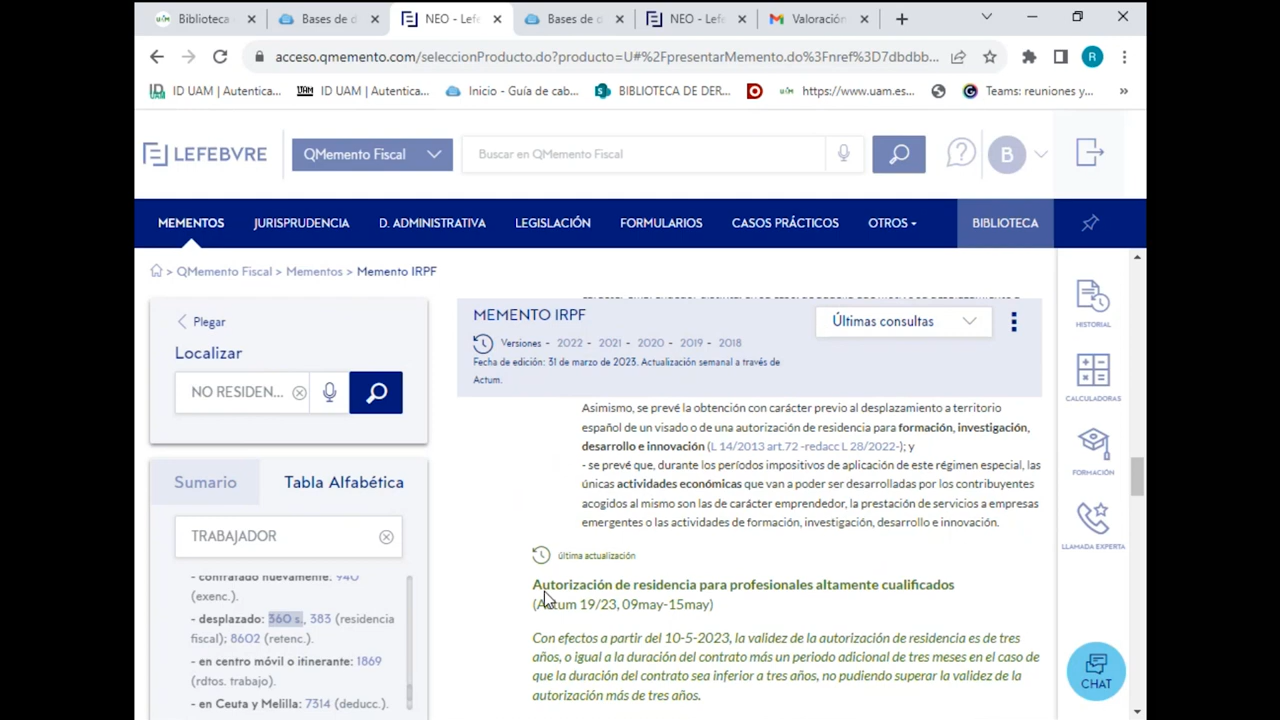 Biblioteca
Bases de d
NEO - Lefe
Bases de d
NEO - Lefe
Valoración
acceso.qmemento.com/seleccionProducto.do?producto=U#%2FpresentarMemento.do%3Fnref%3D7dbdbb...
ID UAM | Autentica...
ID UAM | Autentica...
Inicio - Guía de cab...
BIBLIOTECA DE DER...
https://www.uam.es...
Teams: reuniones y...
»
LEFEBVRE
QMemento Fiscal
Buscar en QMemento Fiscal
B
MEMENTOS
JURISPRUDENCIA
D. ADMINISTRATIVA
LEGISLACIÓN
FORMULARIOS
CASOS PRÁCTICOS
OTROS
BIBLIOTECA
> QMemento Fiscal > Mementos > Memento IRPF
Plegar
Localizar
NO RESIDEN...
Sumario
Tabla Alfabética
TRABAJADOR
- contratado nuevamente: 940
(exenc.).
- desplazado: 360 s., 383 (residencia
fiscal); 8602 (retenc.).
- en centro móvil o itinerante: 1869
(rdtos. trabajo).
- en Ceuta y Melilla: 7314 (deducc.).
MEMENTO IRPF
Versiones - 2022 - 2021 - 2020 - 2019 - 2018
Fecha de edición: 31 de marzo de 2023. Actualización semanal a través de
Actum.
Últimas consultas
Asimismo, se prevé la obtención con carácter previo al desplazamiento a territorio
español de un visado o de una autorización de residencia para formación, investigación,
desarrollo e innovación (L 14/2013 art.72 -redacc L 28/2022-); y
- se prevé que, durante los períodos impositivos de aplicación de este régimen especial, las
únicas actividades económicas que van a poder ser desarrolladas por los contribuyentes
acogidos al mismo son las de carácter emprendedor, la prestación de servicios a empresas
emergentes o las actividades de formación, investigación, desarrollo e innovación.
última actualización
Autorización de residencia para profesionales altamente cualificados
(Actum 19/23, 09may-15may)
Con efectos a partir del 10-5-2023, la validez de la autorización de residencia es de tres
años, o igual a la duración del contrato más un periodo adicional de tres meses en el caso de
que la duración del contrato sea inferior a tres años, no pudiendo superar la validez de la
autorización más de tres años.
HISTORIAL
CALCULADORAS
FORMACIÓN
LLAMADA EXPERTA
CHAT